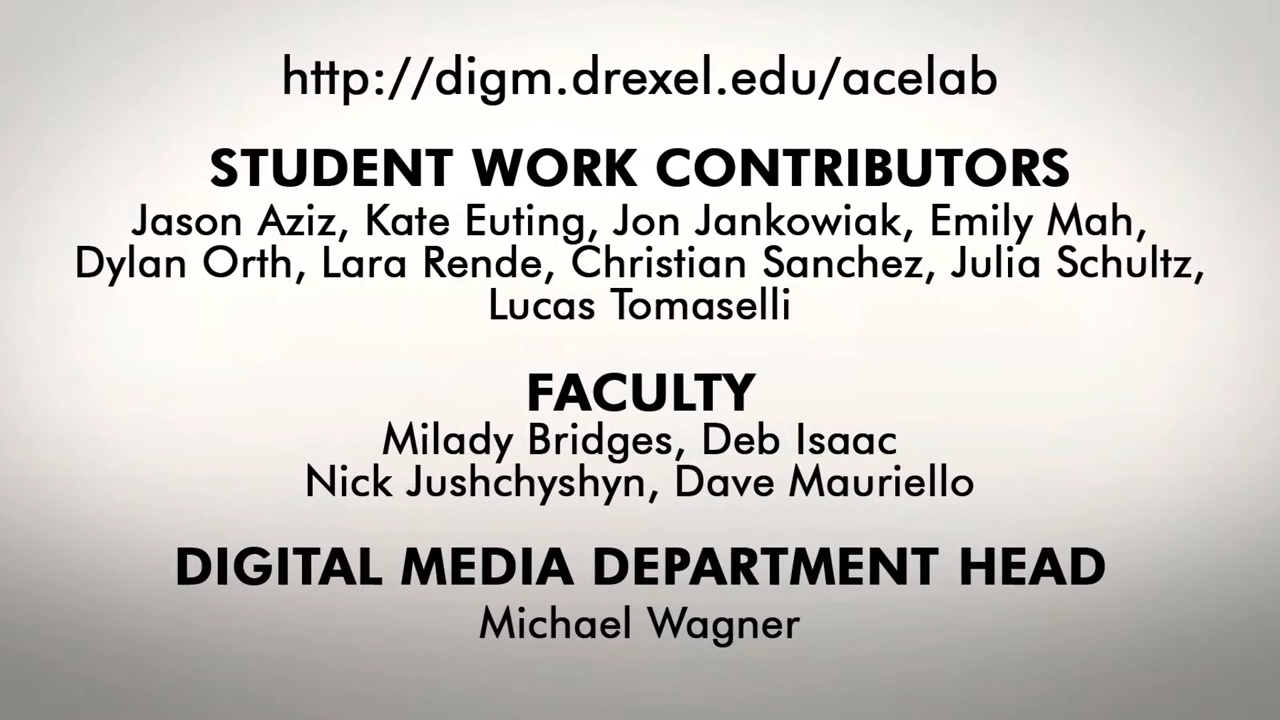 http://digm.drexel.edu/acelab
STUDENT WORK CONTRIBUTORS
Jason Aziz, Kate Euting, Jon Jankowiak, Emily Mah,
Dylan Orth, Lara Rende, Christian Sanchez, Julia Schultz,
Lucas Tomaselli
FACULTY
Milady Bridges, Deb Isaac
Nick Jushchyshyn, Dave Mauriello
DIGITAL MEDIA DEPARTMENT HEAD
Michael Wagner